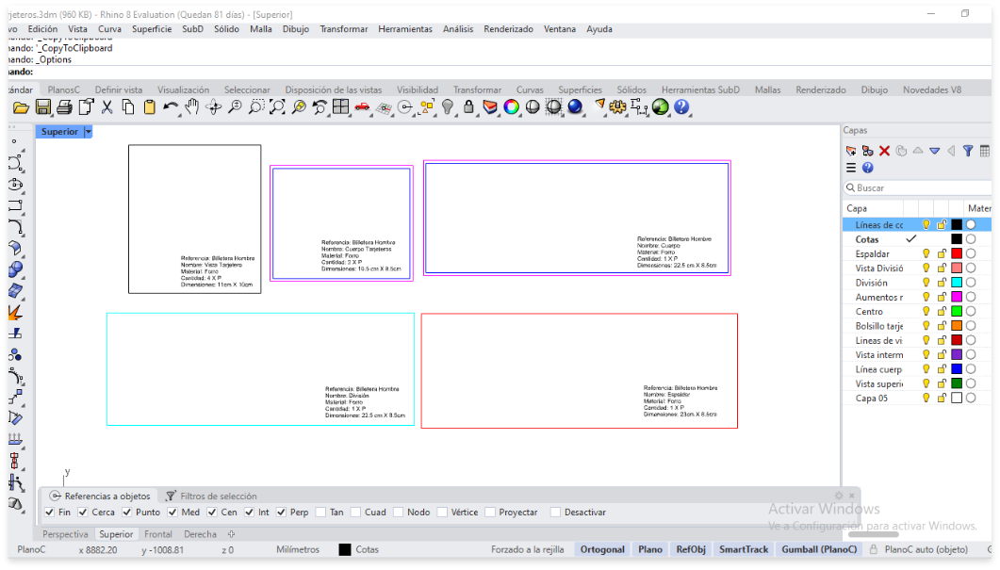 jeteros.3dm (960 KB) - Rhino 8 Evaluation (Quedan 81 días) - [Superior]
vo Edición Vista Curva Superficie SubD Sólido Malla Dibujo Transformar Herramientas Análisis Renderizado Ventana Ayuda
ando: '_CopyToClipboard
ando: '_CopyToClipboard
ando: _Options
ando:
ándar PlanosC Definir vista Visualización Seleccionar Disposición de las vistas Visibilidad Transformar Curvas Superficies Sólidos Herramientas SubD Mallas Renderizado Dibujo Novedades V8
Superior
Referencia: Billetera Hombre
Nombre: Vista Tarjetero
Material: Forro
Cantidad: 4 X P
Dimensiones: 11cm X 10cm
Referencia: Billetera Hombre
Nombre: Cuerpo Tarjeteros
Material: Forro
Cantidad: 2 X P
Dimensiones: 10.5 cm X 8.5cm
Referencia: Billetera Hombre
Nombre: Cuerpo
Material: Forro
Cantidad: 1 X P
Dimensiones: 22.5 cm X 8.5cm
Referencia: Billetera Hombre
Nombre: División
Material: Forro
Cantidad: 1 X P
Dimensiones: 22.5 cm X 8.5cm
Referencia: Billetera Hombre
Nombre: Espaldar
Material: Forro
Cantidad: 1 X P
Dimensiones: 23cm X 8.5cm
y
Capas
Buscar
Capa Mater
Líneas de cc
Cotas
Espaldar
Vista Divisió
División
Aumentos r
Centro
Bolsillo tarje
Lineas de vi
Vista interm
Línea cuerp
Vista superi
Capa 05
Referencias a objetos Filtros de selección
Fin Cerca Punto Med Cen Int Perp Tan Cuad Nodo Vértice Proyectar Desactivar
Activar Windows
Ve a Configuración para activar Windows.
Perspectiva Superior Frontal Derecha
PlanoC x 8882.20 y -1008.81 z 0 Milímetros Cotas Forzado a la rejilla Ortogonal Plano RefObj SmartTrack Gumball (PlanoC) PlanoC auto (objeto)